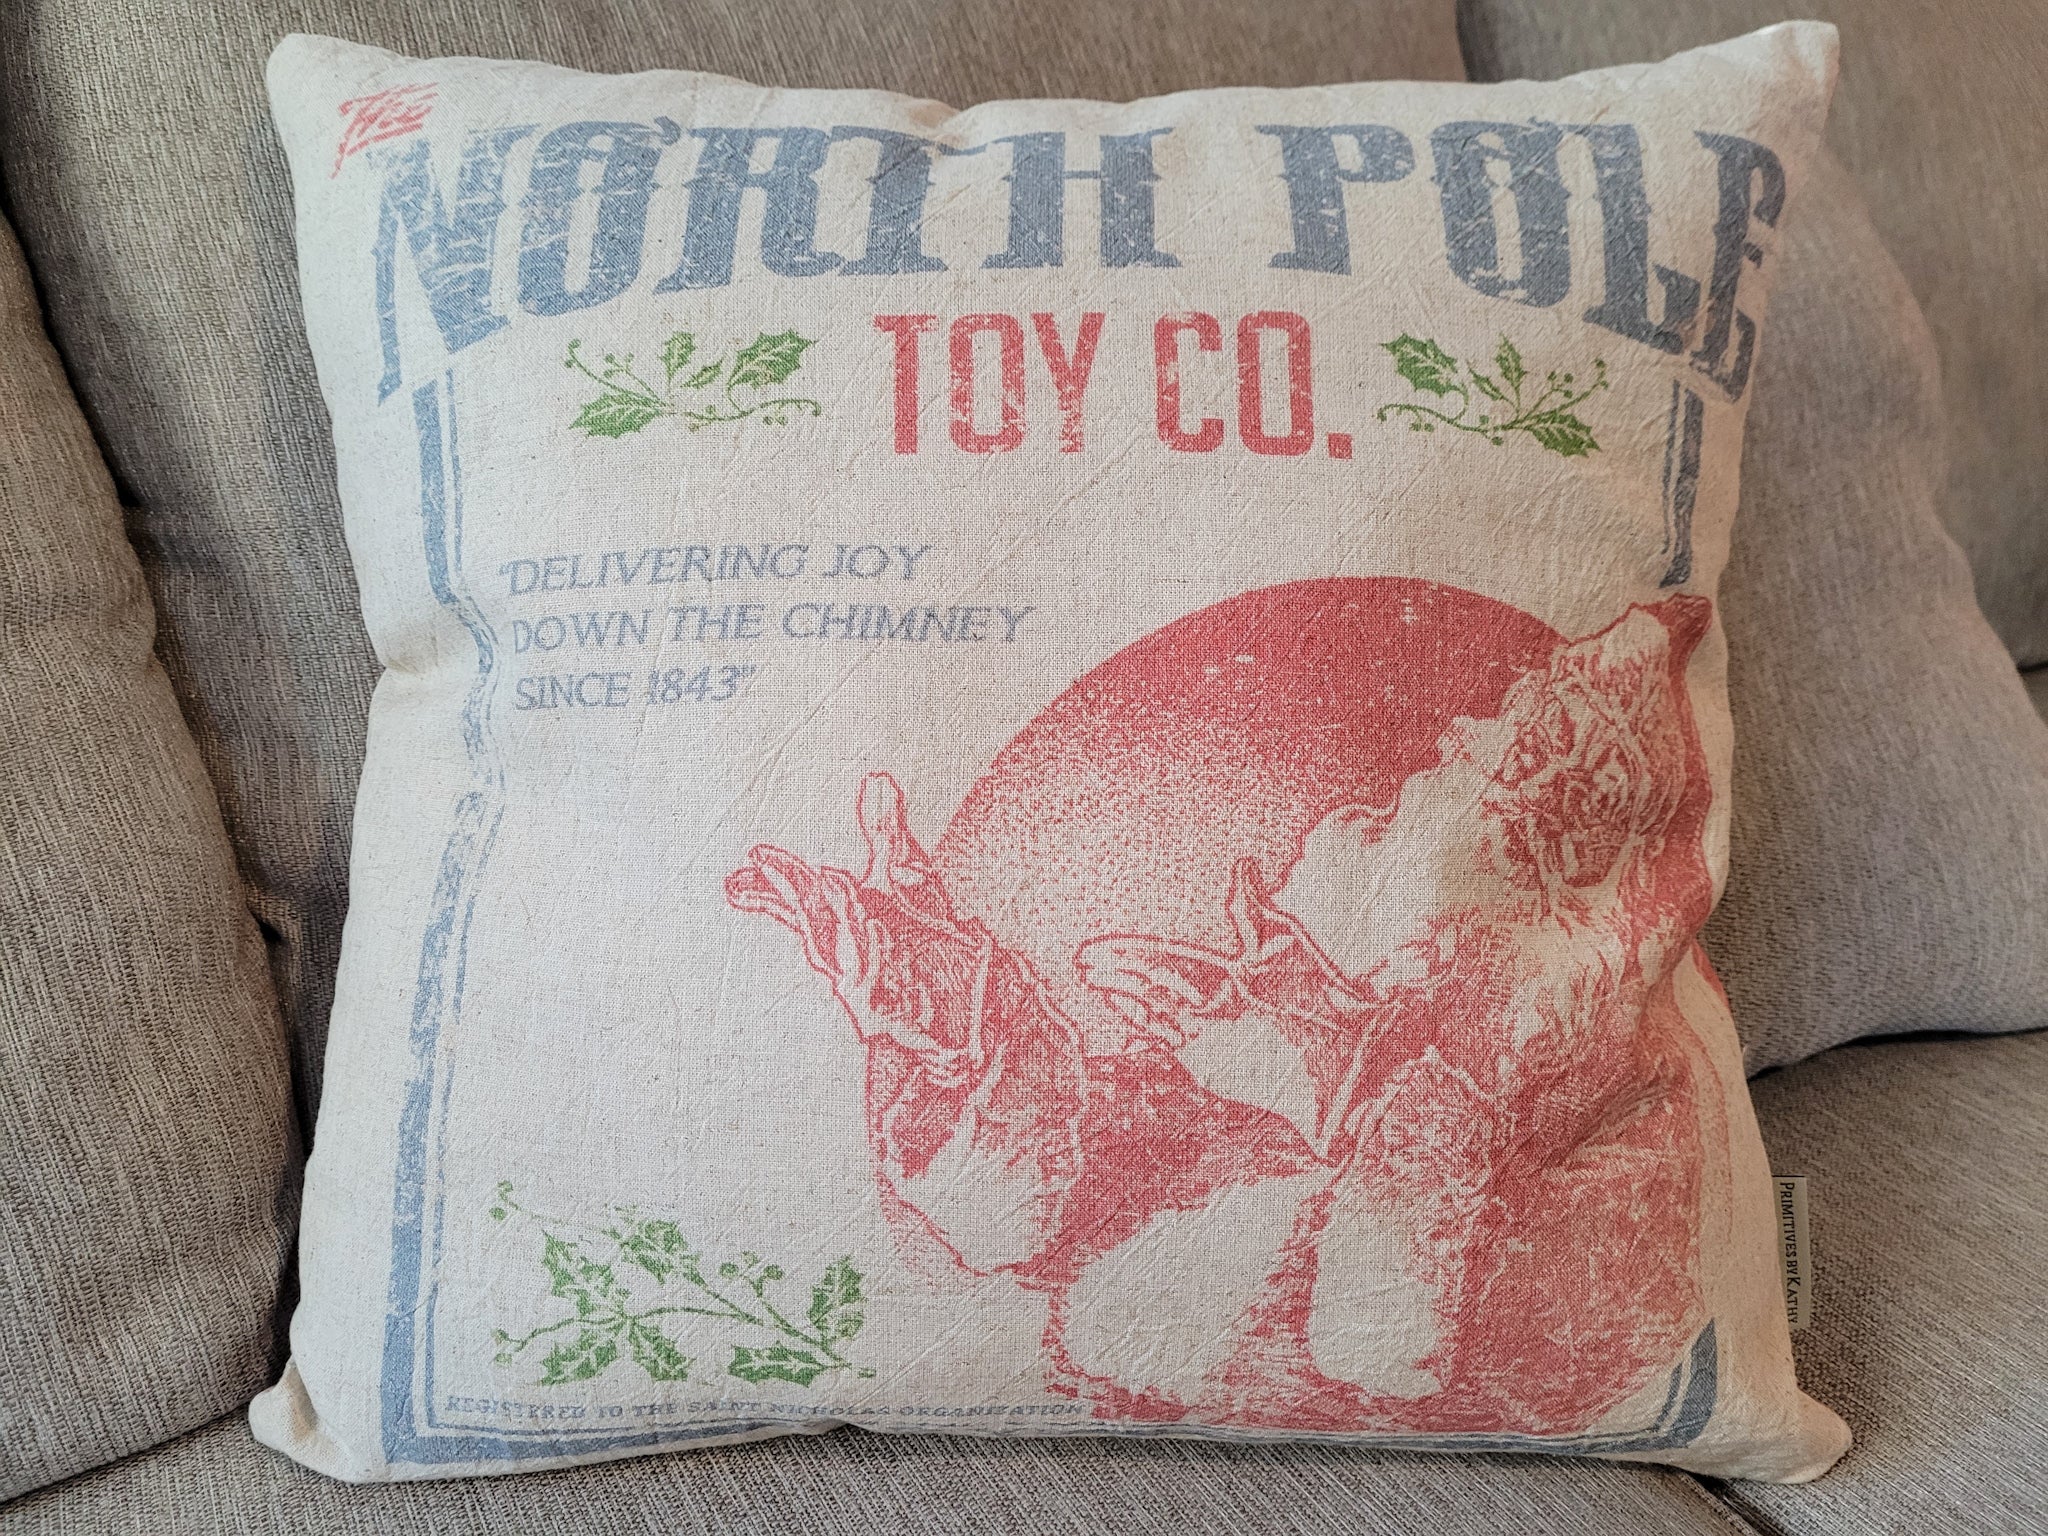 The
NORTH POLE
TOY CO.
"DELIVERING JOY
DOWN THE CHIMNEY
SINCE 1843"
REGISTERED TO THE SAINT NICHOLAS ORGANIZATION
PRIMITIVES BY KATHY